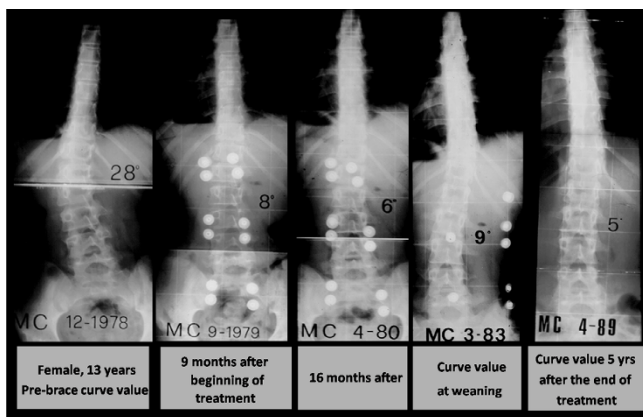 28°
8°
6°
9°
5°
MC 12-1978
MC 9-1979
MC 4-80
MC 3-83
MC 4-89
Female, 13 years
Pre-brace curve value
9 months after
beginning of
treatment
16 months after
Curve value
at weaning
Curve value 5 yrs
after the end of
treatment